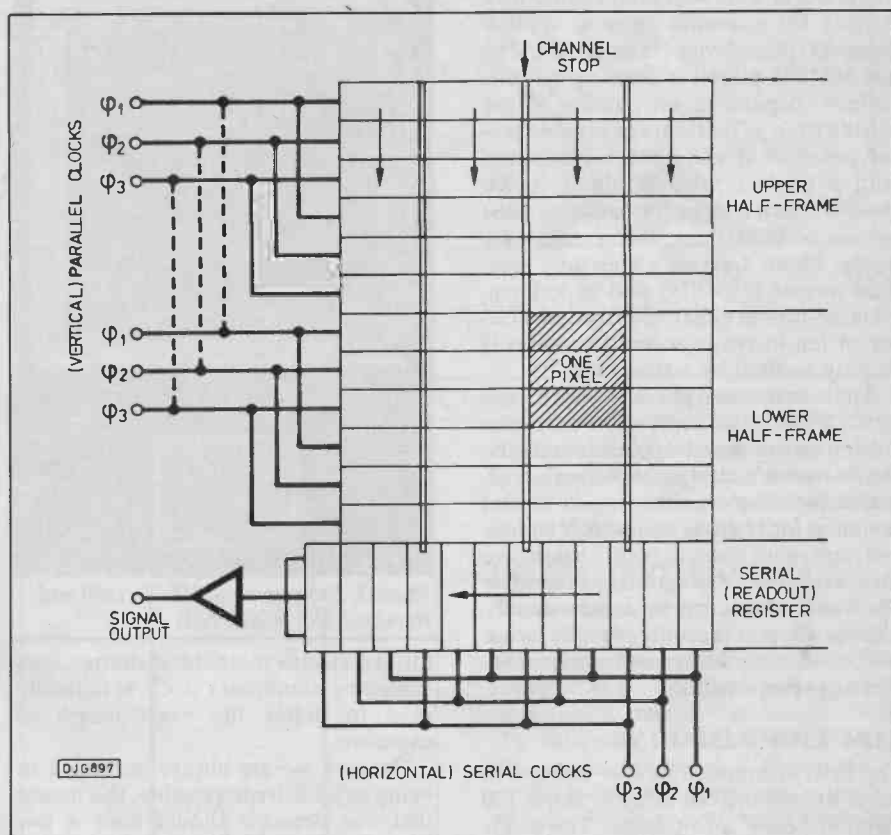 CHANNEL
STOP
φ1
φ2
φ3
(VERTICAL) PARALLEL CLOCKS
UPPER
HALF-FRAME
φ1
φ2
φ3
ONE
PIXEL
LOWER
HALF-FRAME
SERIAL
(READOUT)
REGISTER
SIGNAL
OUTPUT
DJG897
(HORIZONTAL) SERIAL CLOCKS
φ3 φ2 φ1